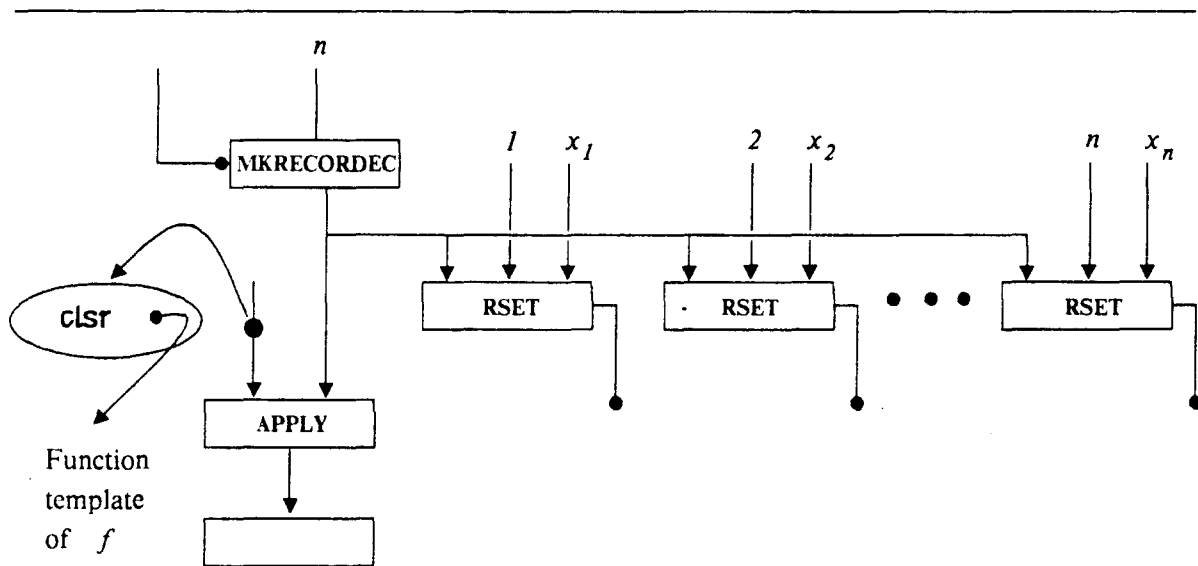 n
MKRECORDEC
1 x₁
2 x₂
n xₙ
RSET
RSET
RSET
clsr
APPLY
Function
template
of f